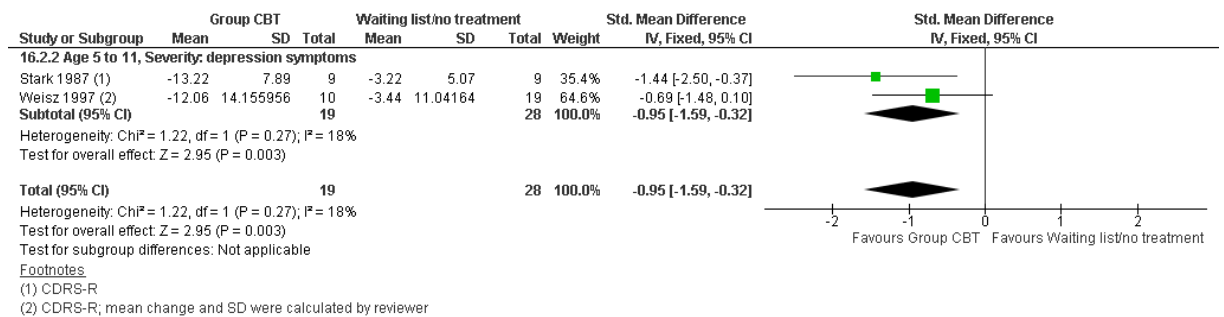 Group CBT Waiting list/no treatment Std. Mean Difference Std. Mean Difference
Study or Subgroup Mean SD Total Mean SD Total Weight IV, Fixed, 95% CI IV, Fixed, 95% CI
16.2.2 Age 5 to 11, Severity: depression symptoms
Stark 1987 (1) -13.22 7.89 9 -3.22 5.07 9 35.4% -1.44 [-2.50, -0.37]
Weisz 1997 (2) -12.06 14.155956 10 -3.44 11.04164 19 64.6% -0.69 [-1.48, 0.10]
Subtotal (95% CI) 19 28 100.0% -0.95 [-1.59, -0.32]
Heterogeneity: Chi² = 1.22, df = 1 (P = 0.27); I² = 18%
Test for overall effect: Z = 2.95 (P = 0.003)
Total (95% CI) 19 28 100.0% -0.95 [-1.59, -0.32]
Heterogeneity: Chi² = 1.22, df = 1 (P = 0.27); I² = 18%
Test for overall effect: Z = 2.95 (P = 0.003)
Test for subgroup differences: Not applicable
-2 -1 0 1 2
Favours Group CBT Favours Waiting list/no treatment
Footnotes
(1) CDRS-R
(2) CDRS-R; mean change and SD were calculated by reviewer